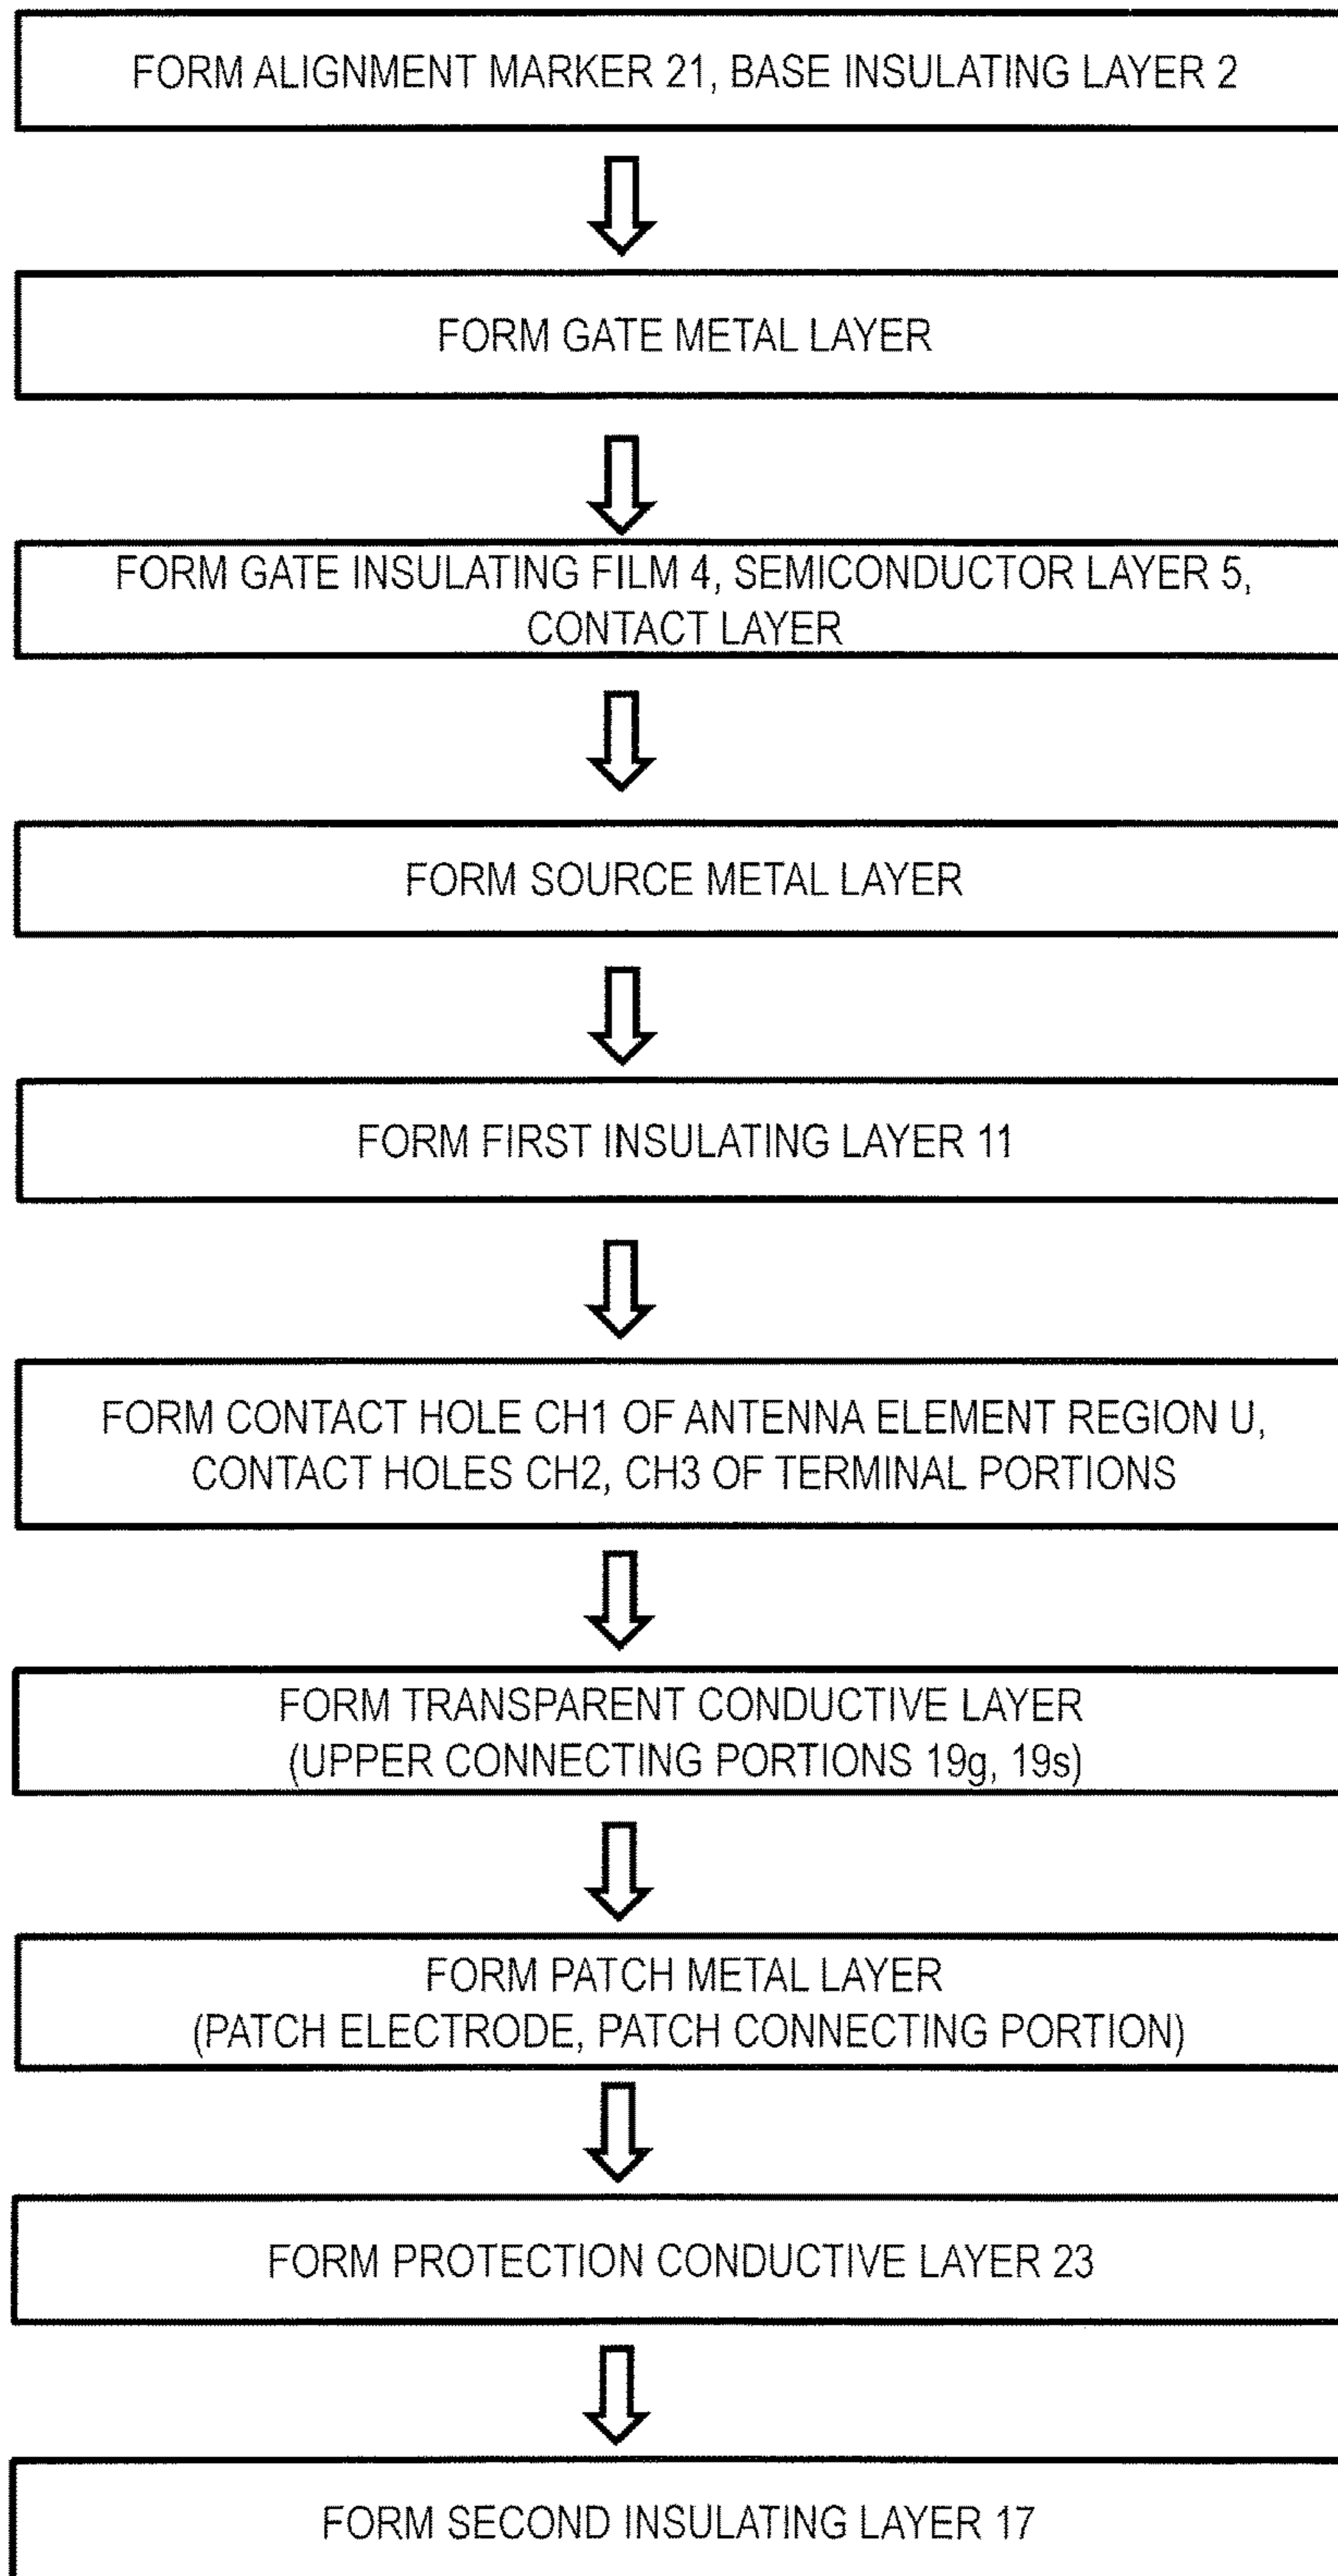 FORM ALIGNMENT MARKER 21, BASE INSULATING LAYER 2
FORM GATE METAL LAYER
FORM GATE INSULATING FILM 4, SEMICONDUCTOR LAYER 5,
CONTACT LAYER
FORM SOURCE METAL LAYER
FORM FIRST INSULATING LAYER 11
FORM CONTACT HOLE CH1 OF ANTENNA ELEMENT REGION U,
CONTACT HOLES CH2, CH3 OF TERMINAL PORTIONS
FORM TRANSPARENT CONDUCTIVE LAYER
(UPPER CONNECTING PORTIONS 19g, 19s)
FORM PATCH METAL LAYER
(PATCH ELECTRODE, PATCH CONNECTING PORTION)
FORM PROTECTION CONDUCTIVE LAYER 23
FORM SECOND INSULATING LAYER 17